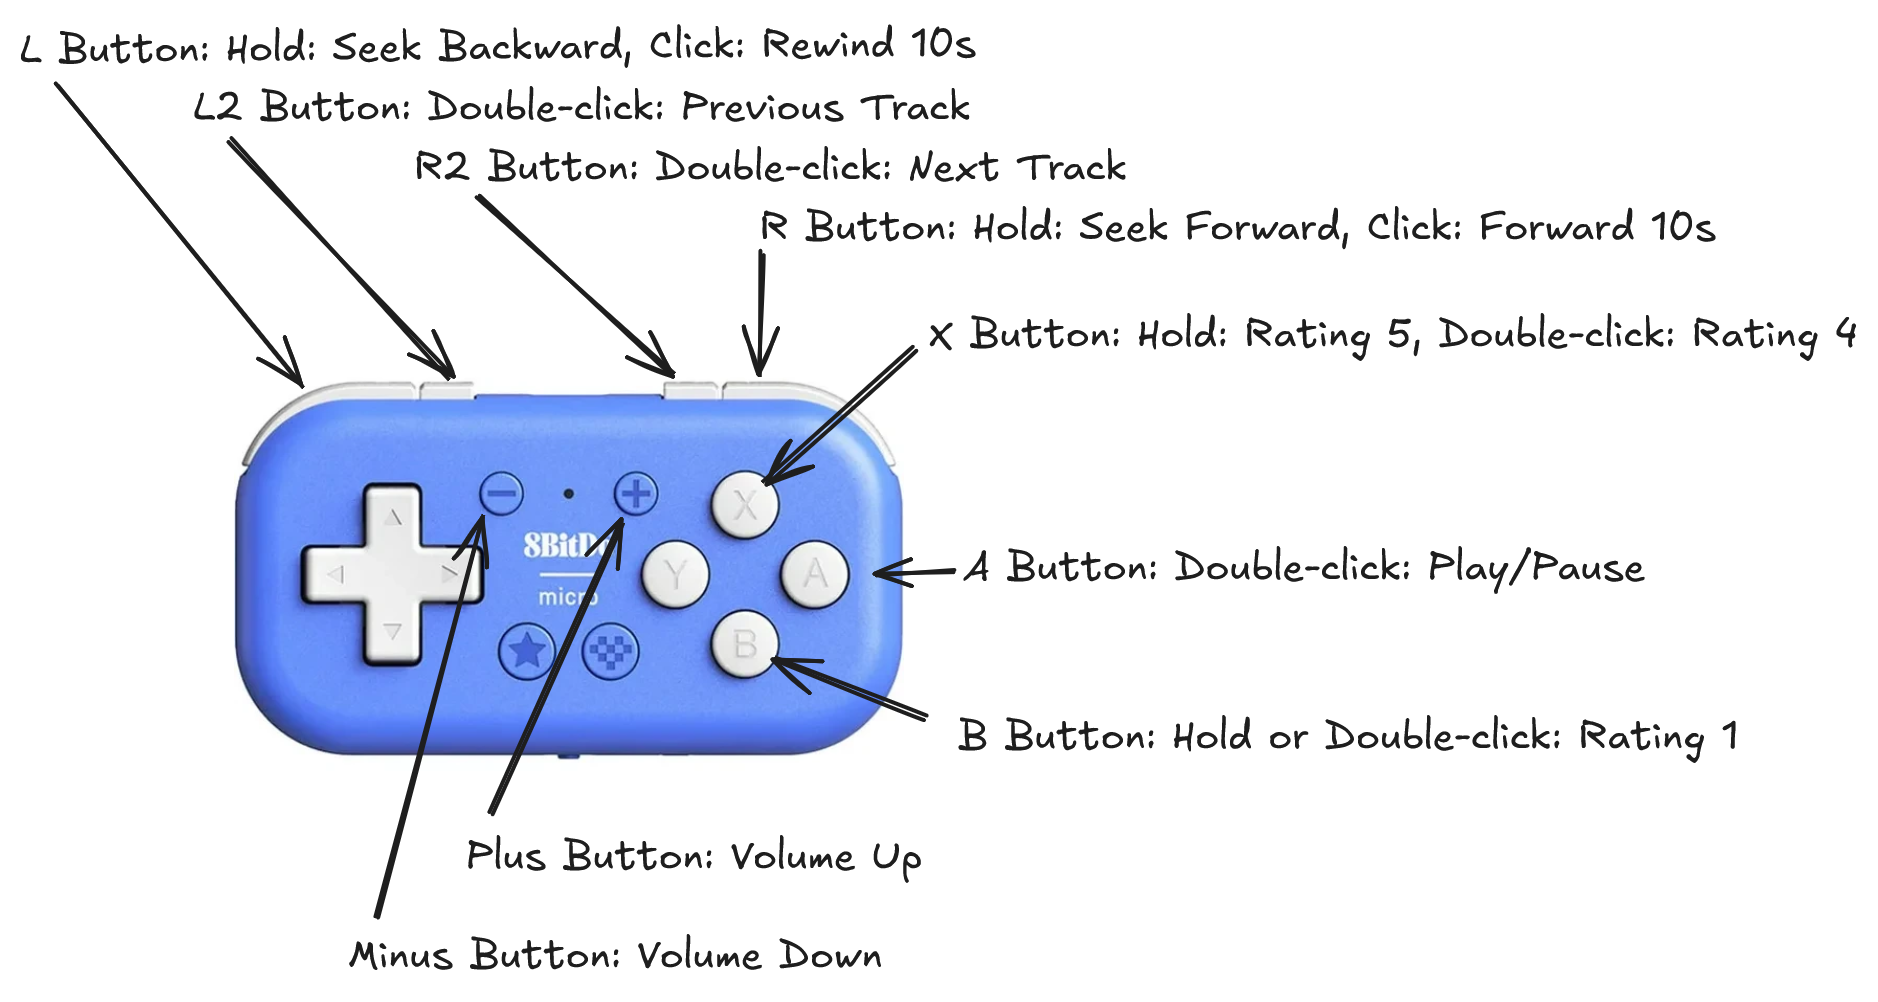 L Button: Hold: Seek Backward, Click: Rewind 10s
L2 Button: Double-click: Previous Track
R2 Button: Double-click: Next Track
R Button: Hold: Seek Forward, Click: Forward 10s
X Button: Hold: Rating 5, Double-click: Rating 4
X
8BitDo
Y
A
A Button: Double-click: Play/Pause
micro
B
B Button: Hold or Double-click: Rating 1
Plus Button: Volume Up
Minus Button: Volume Down